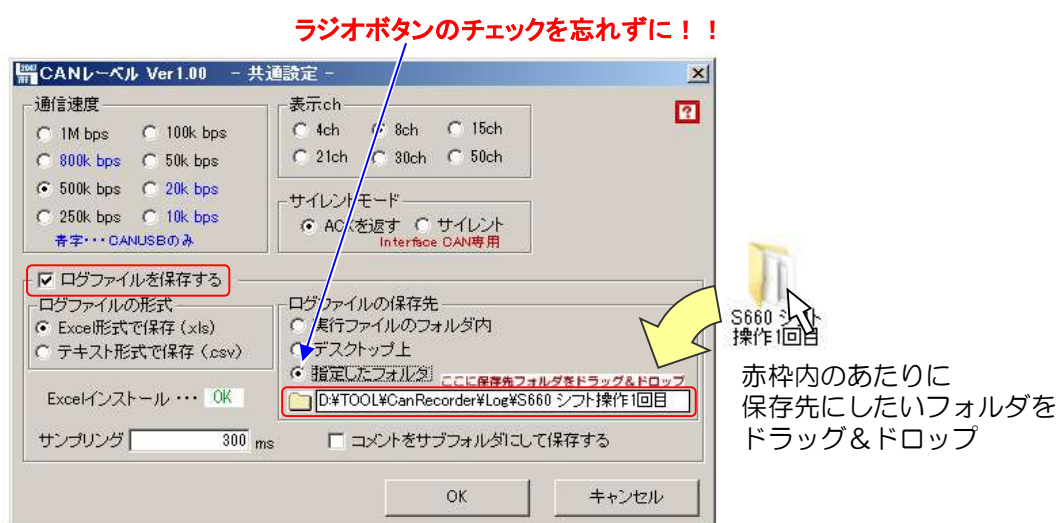 ラジオボタンのチェックを忘れずに！！
CANレーベル Ver1.00 － 共通設定 －
通信速度
1M bps 100k bps
800k bps 50k bps
500k bps 20k bps
250k bps 10k bps
青字・・・CANUSBのみ
表示ch
4ch 8ch 15ch
21ch 30ch 50ch
?
サイレントモード
ACKを返す サイレント
Interface CAN専用
ログファイルを保存する
ログファイルの形式
Excel形式で保存（.xls）
テキスト形式で保存（.csv）
Excelインストール ・・・ OK
サンプリング 300 ms
ログファイルの保存先
実行ファイルのフォルダ内
デスクトップ上
指定したフォルダ
ここに保存先フォルダをドラッグ&ドロップ
D:¥TOOL¥CanRecorder¥Log¥S660 シフト操作1回目
コメントをサブフォルダにして保存する
OK キャンセル
S660 シフト
操作1回目
赤枠内のあたりに
保存先にしたいフォルダを
ドラッグ＆ドロップ